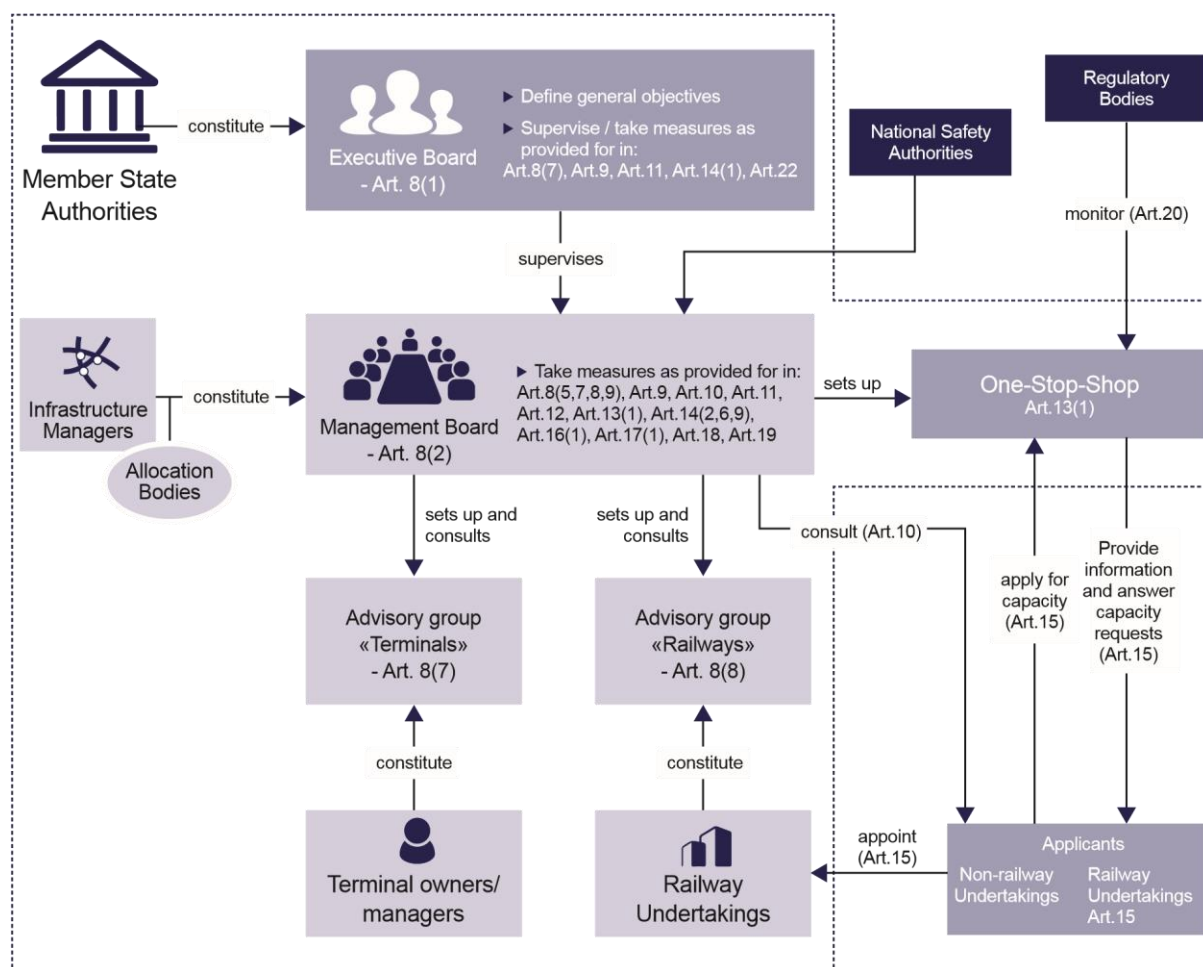 Member State
Authorities
constitute
Executive Board
- Art. 8(1)
► Define general objectives
► Supervise / take measures as
provided for in:
Art.8(7), Art.9, Art.11, Art.14(1), Art.22
National Safety
Authorities
Regulatory
Bodies
monitor (Art.20)
supervises
Infrastructure
Managers
Allocation
Bodies
constitute
Management Board
- Art. 8(2)
► Take measures as provided for in:
Art.8(5,7,8,9), Art.9, Art.10, Art.11,
Art.12, Art.13(1), Art.14(2,6,9),
Art.16(1), Art.17(1), Art.18, Art.19
sets up
One-Stop-Shop
Art.13(1)
sets up and
consults
sets up and
consults
consult (Art.10)
apply for
capacity
(Art.15)
Provide
information
and answer
capacity
requests
(Art.15)
Advisory group
«Terminals»
- Art. 8(7)
Advisory group
«Railways»
- Art. 8(8)
constitute
constitute
Terminal owners/
managers
Railway
Undertakings
appoint
(Art.15)
Applicants
Non-railway
Undertakings
Railway
Undertakings
Art.15